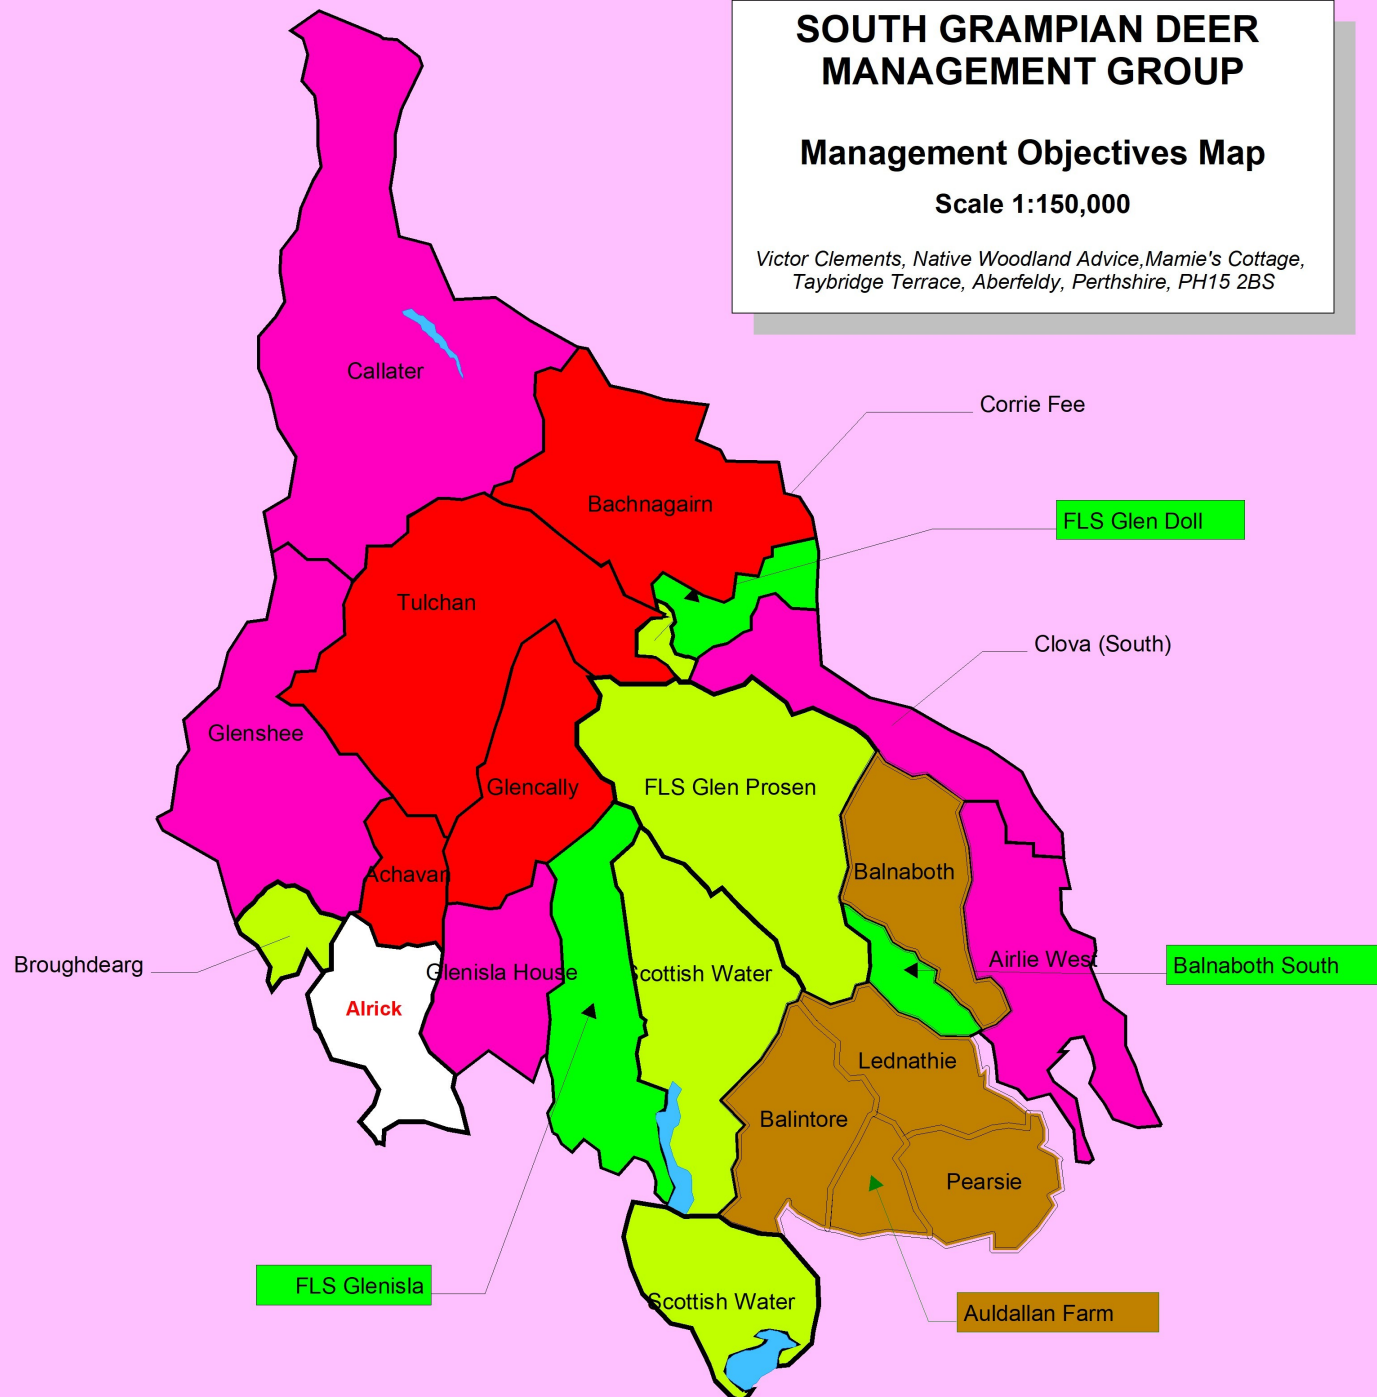 SOUTH GRAMPIAN DEER
MANAGEMENT GROUP
Management Objectives Map
Scale 1:150,000
Victor Clements, Native Woodland Advice,Mamie's Cottage,
Taybridge Terrace, Aberfeldy, Perthshire, PH15 2BS
Callater
Corrie Fee
Bachnagairn
FLS Glen Doll
Tulchan
Clova (South)
Glenshee
Glencally
FLS Glen Prosen
Achavan
Balnaboth
Broughdearg
Glenisla House
Scottish Water
Airlie West
Balnaboth South
Alrick
Lednathie
Balintore
Pearsie
FLS Glenisla
Scottish Water
Auldallan Farm